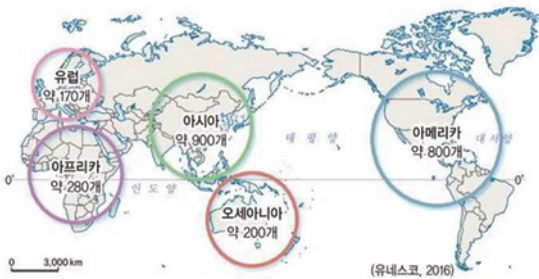 유럽
약 170개
아시아
약 900개
아메리카
약 800개
태평양
대서양
아프리카
약 280개
0°
0°
인도양
오세아니아
약 200개
0 3,000 km
(유네스코, 2016)